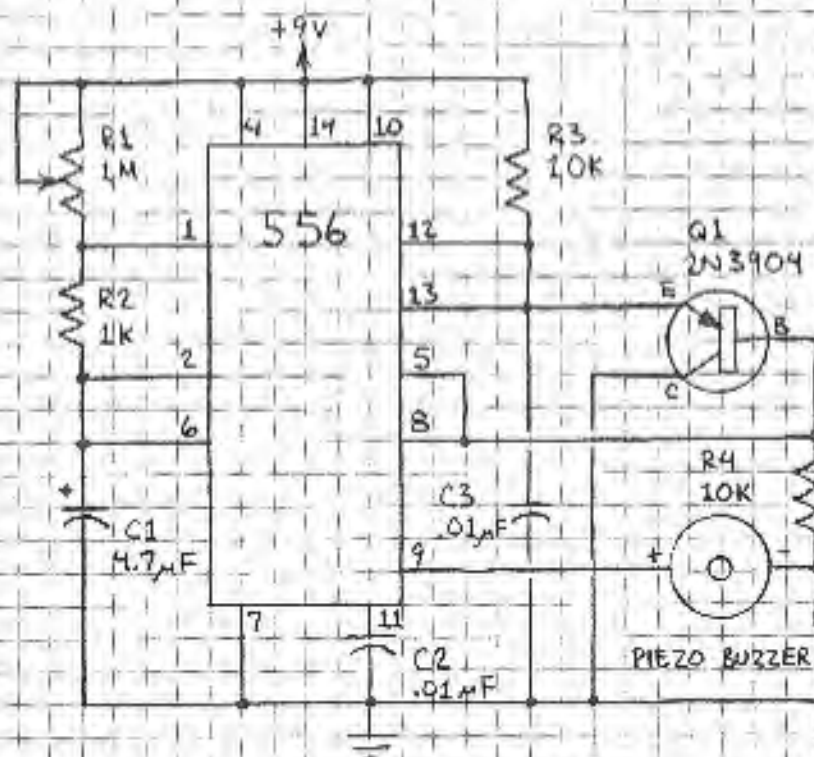 +9V
4
14
10
R1
1M
R3
10K
1
556
12
Q1
2N3904
13
E
R2
1K
B
2
5
C
6
8
R4
10K
+
C1
4.7µF
C3
.01µF
9
+
-
7
11
C2
.01µF
PIEZO BUZZER